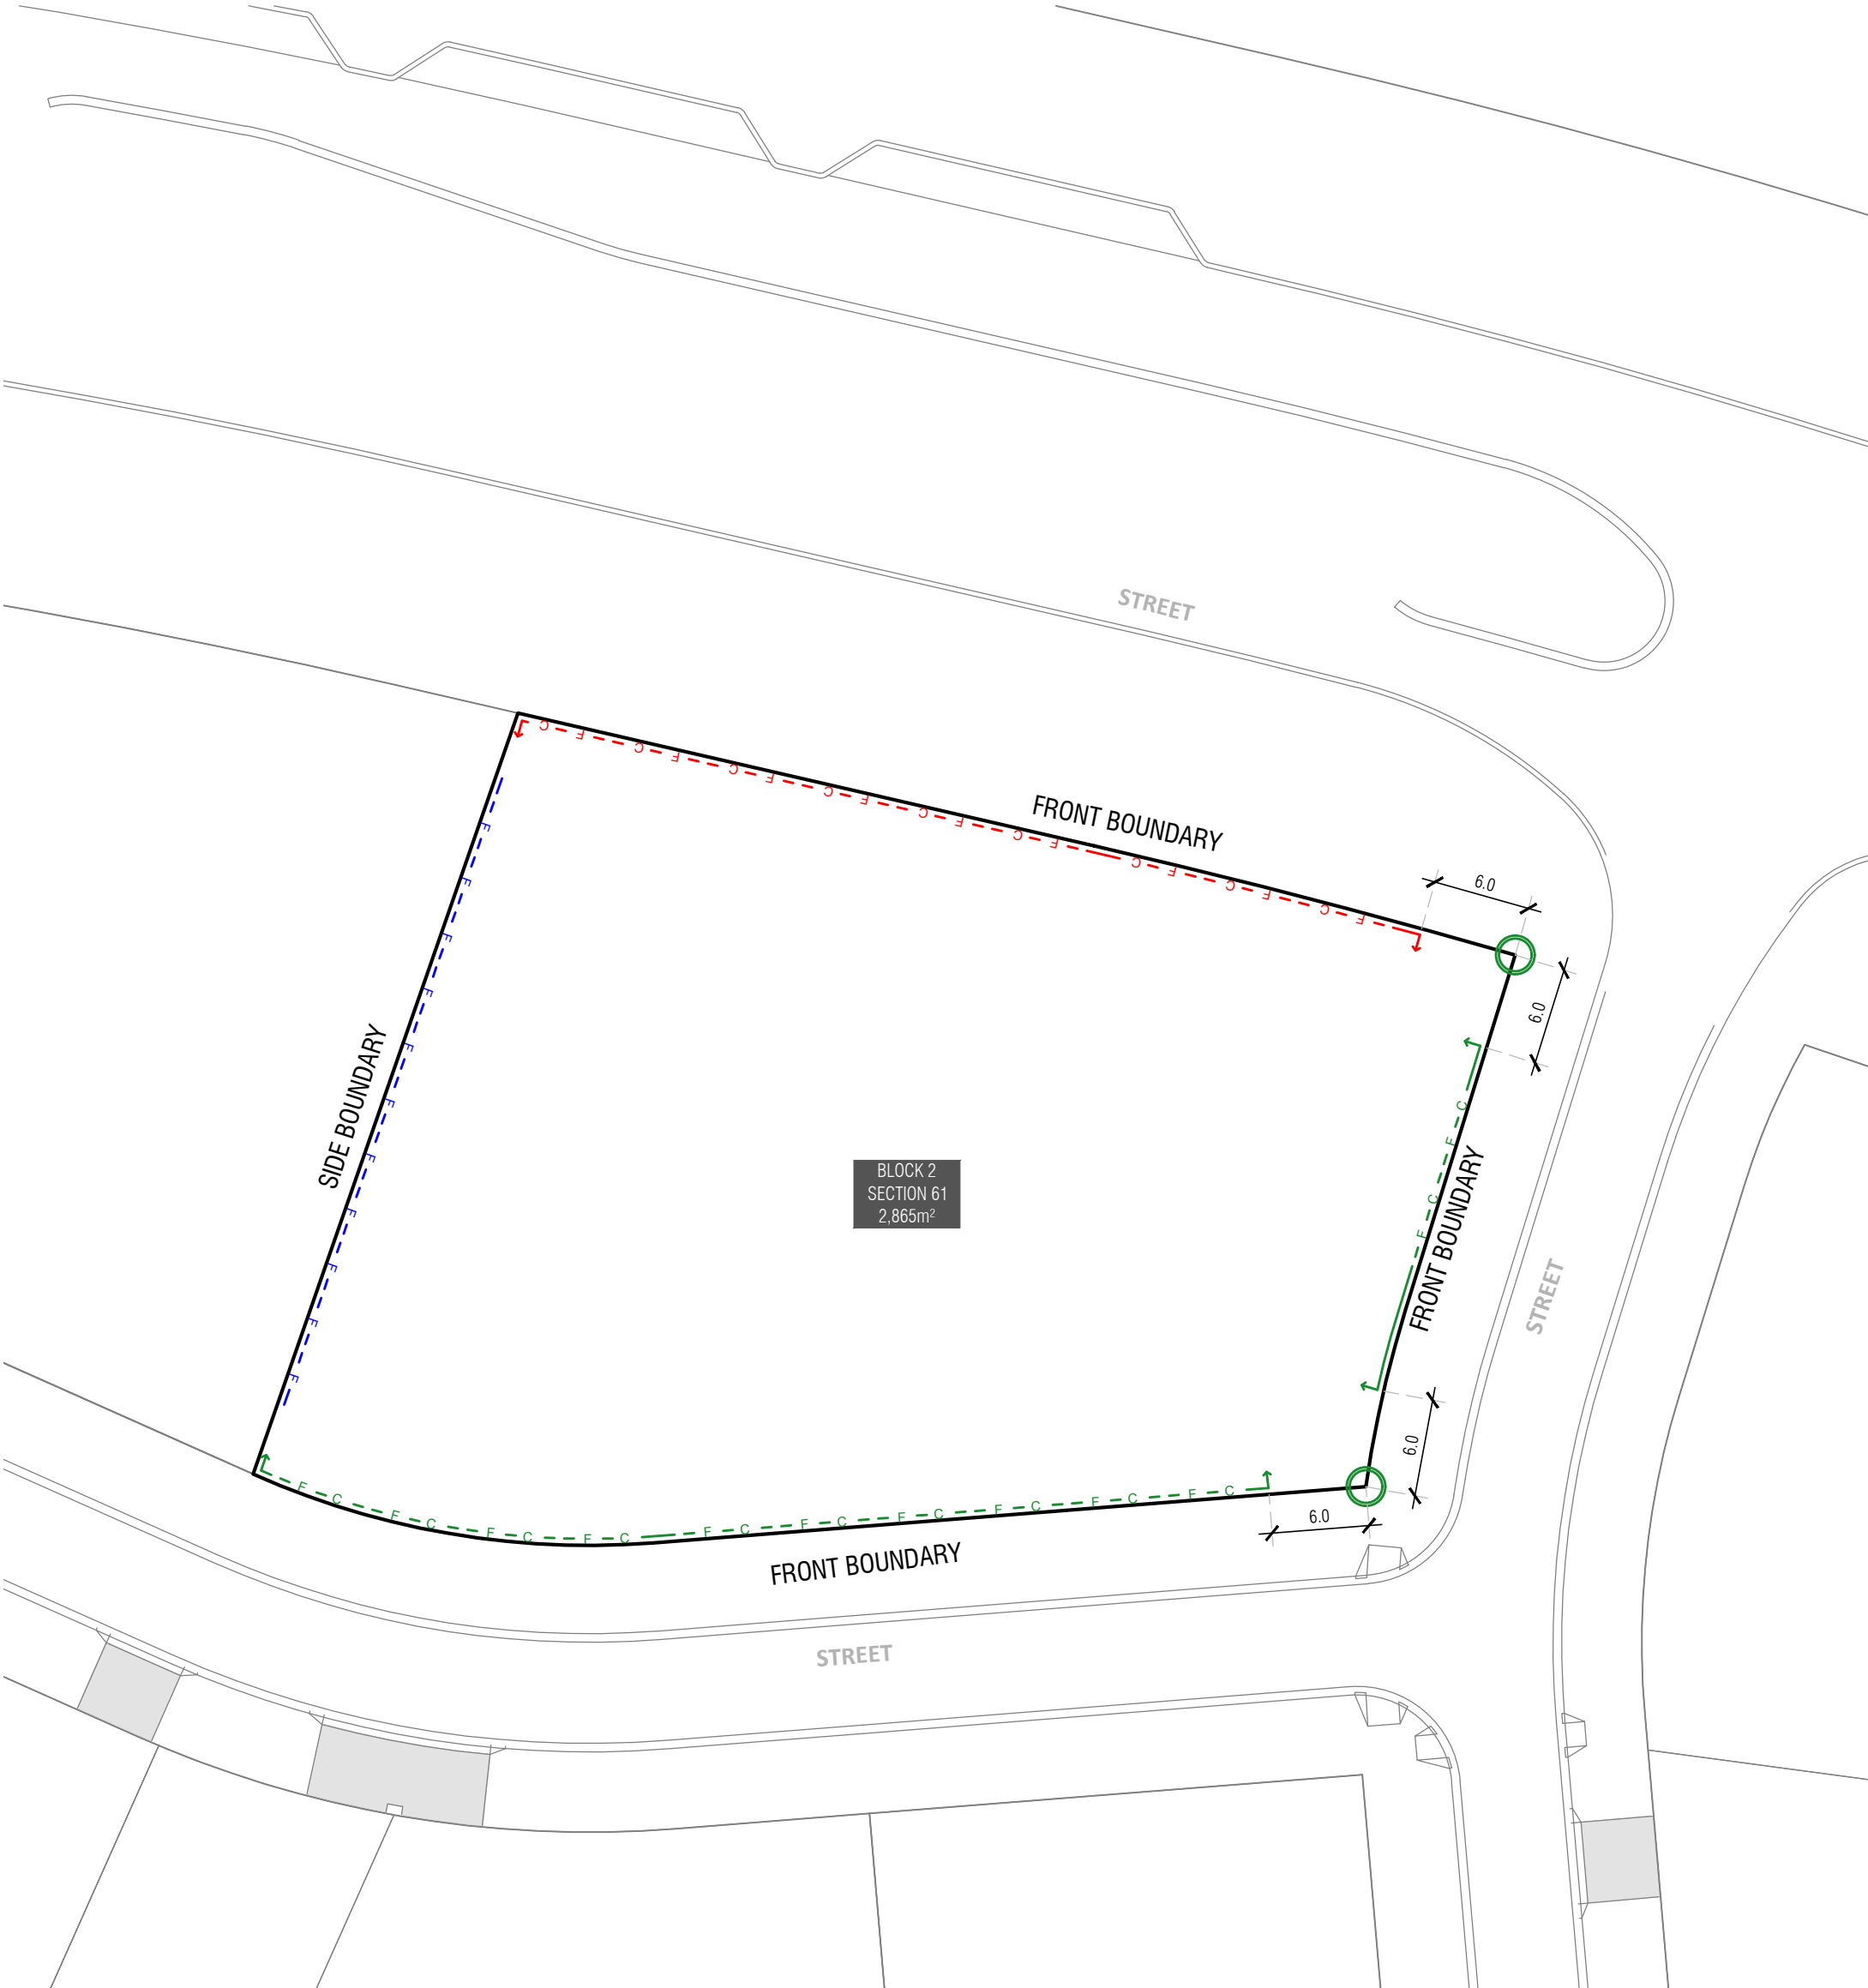 STREET
FRONT BOUNDARY
C F C F C F C F C F C F C F C F C F
6.0
6.0
SIDE BOUNDARY
F F F F F F F F F F F
C F C F
BLOCK 2
SECTION 61
2,865m²
FRONT BOUNDARY
STREET
6.0
F C F C F C F C F C F C F C F C F C F C
6.0
FRONT BOUNDARY
STREET